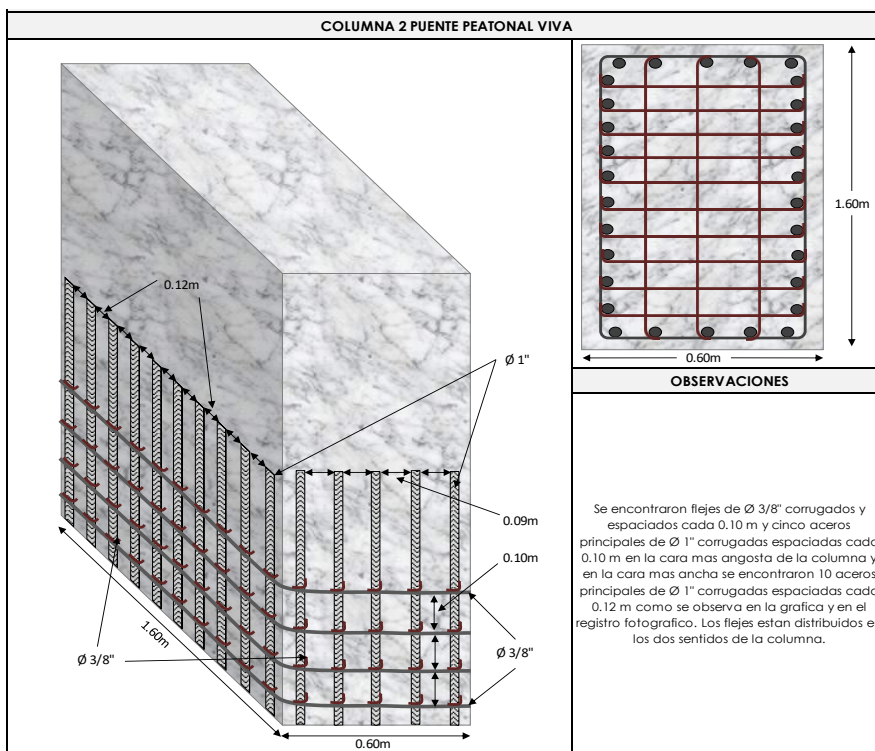 COLUMNA 2 PUENTE PEATONAL VIVA
0.12m
Ø 1"
0.09m
0.10m
Ø 3/8"
Ø 3/8"
1.60m
0.60m
1.60m
0.60m
OBSERVACIONES
Se encontraron flejes de Ø 3/8" corrugados y
espaciados cada 0.10 m y cinco aceros
principales de Ø 1" corrugadas espaciadas cada
0.10 m en la cara mas angosta de la columna y
en la cara mas ancha se encontraron 10 aceros
principales de Ø 1" corrugadas espaciadas cada
0.12 m como se observa en la grafica y en el
registro fotografico. Los flejes estan distribuidos e
los dos sentidos de la columna.